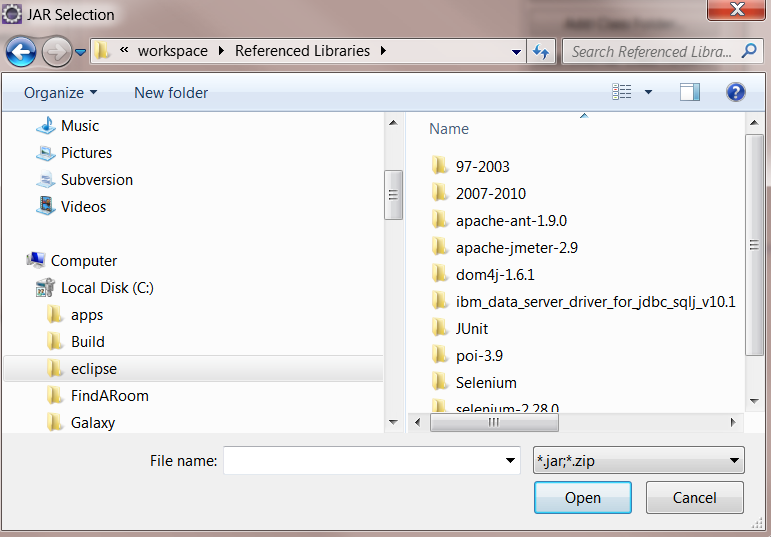 JAR Selection
Add Class Folder...
« workspace Referenced Libraries
Search Referenced Libra...
Organize New folder
Music
Pictures
Subversion
Videos
Computer
Local Disk (C:)
apps
Build
eclipse
FindARoom
Galaxy
Name
97-2003
2007-2010
apache-ant-1.9.0
apache-jmeter-2.9
dom4j-1.6.1
ibm_data_server_driver_for_jdbc_sqlj_v10.1
JUnit
poi-3.9
Selenium
selenium-2.28.0
File name:
*.jar;*.zip
Open Cancel